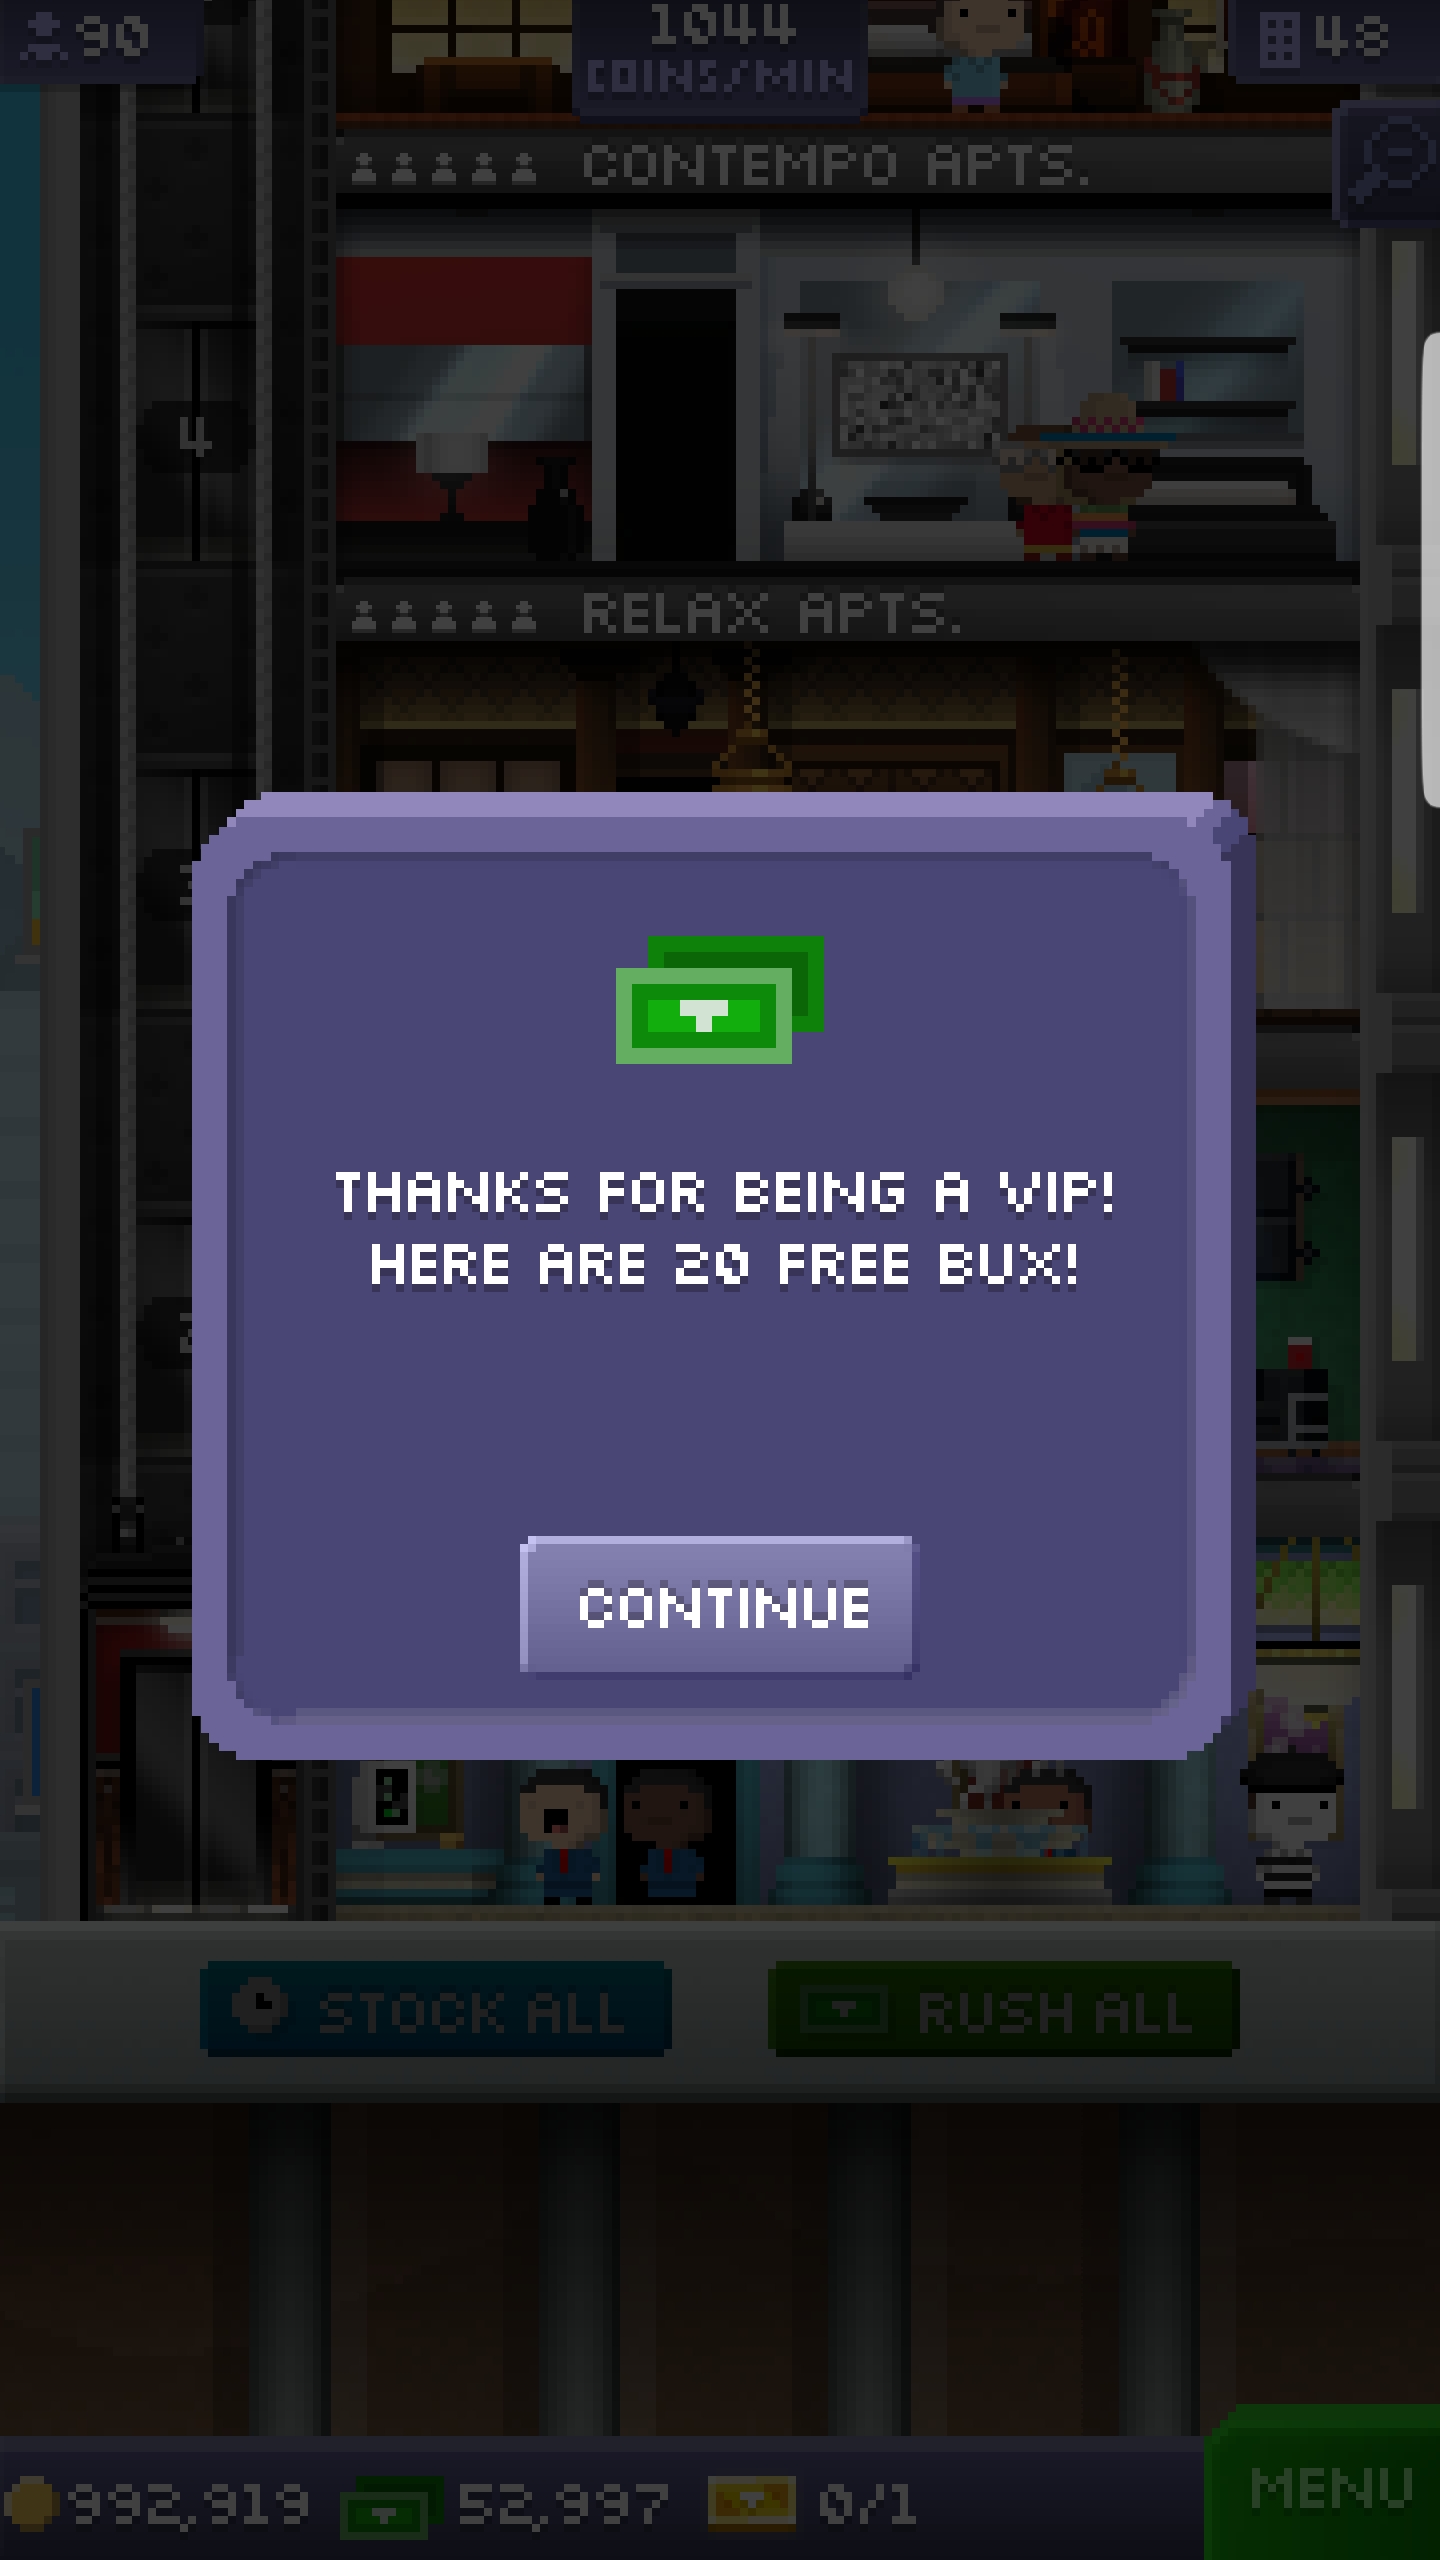 90
1044
COINS/MIN
48
CONTEMPO APTS.
4
RELAX APTS.
THANKS FOR BEING A VIP!
HERE ARE 20 FREE BUX!
CONTINUE
STOCK ALL
RUSH ALL
992,919
52,997
0/1
MENU